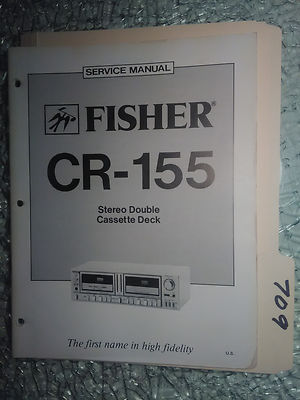 SERVICE MANUAL
FISHER®
CR-155
Stereo Double
Cassette Deck
The first name in high fidelity
U.S.
709